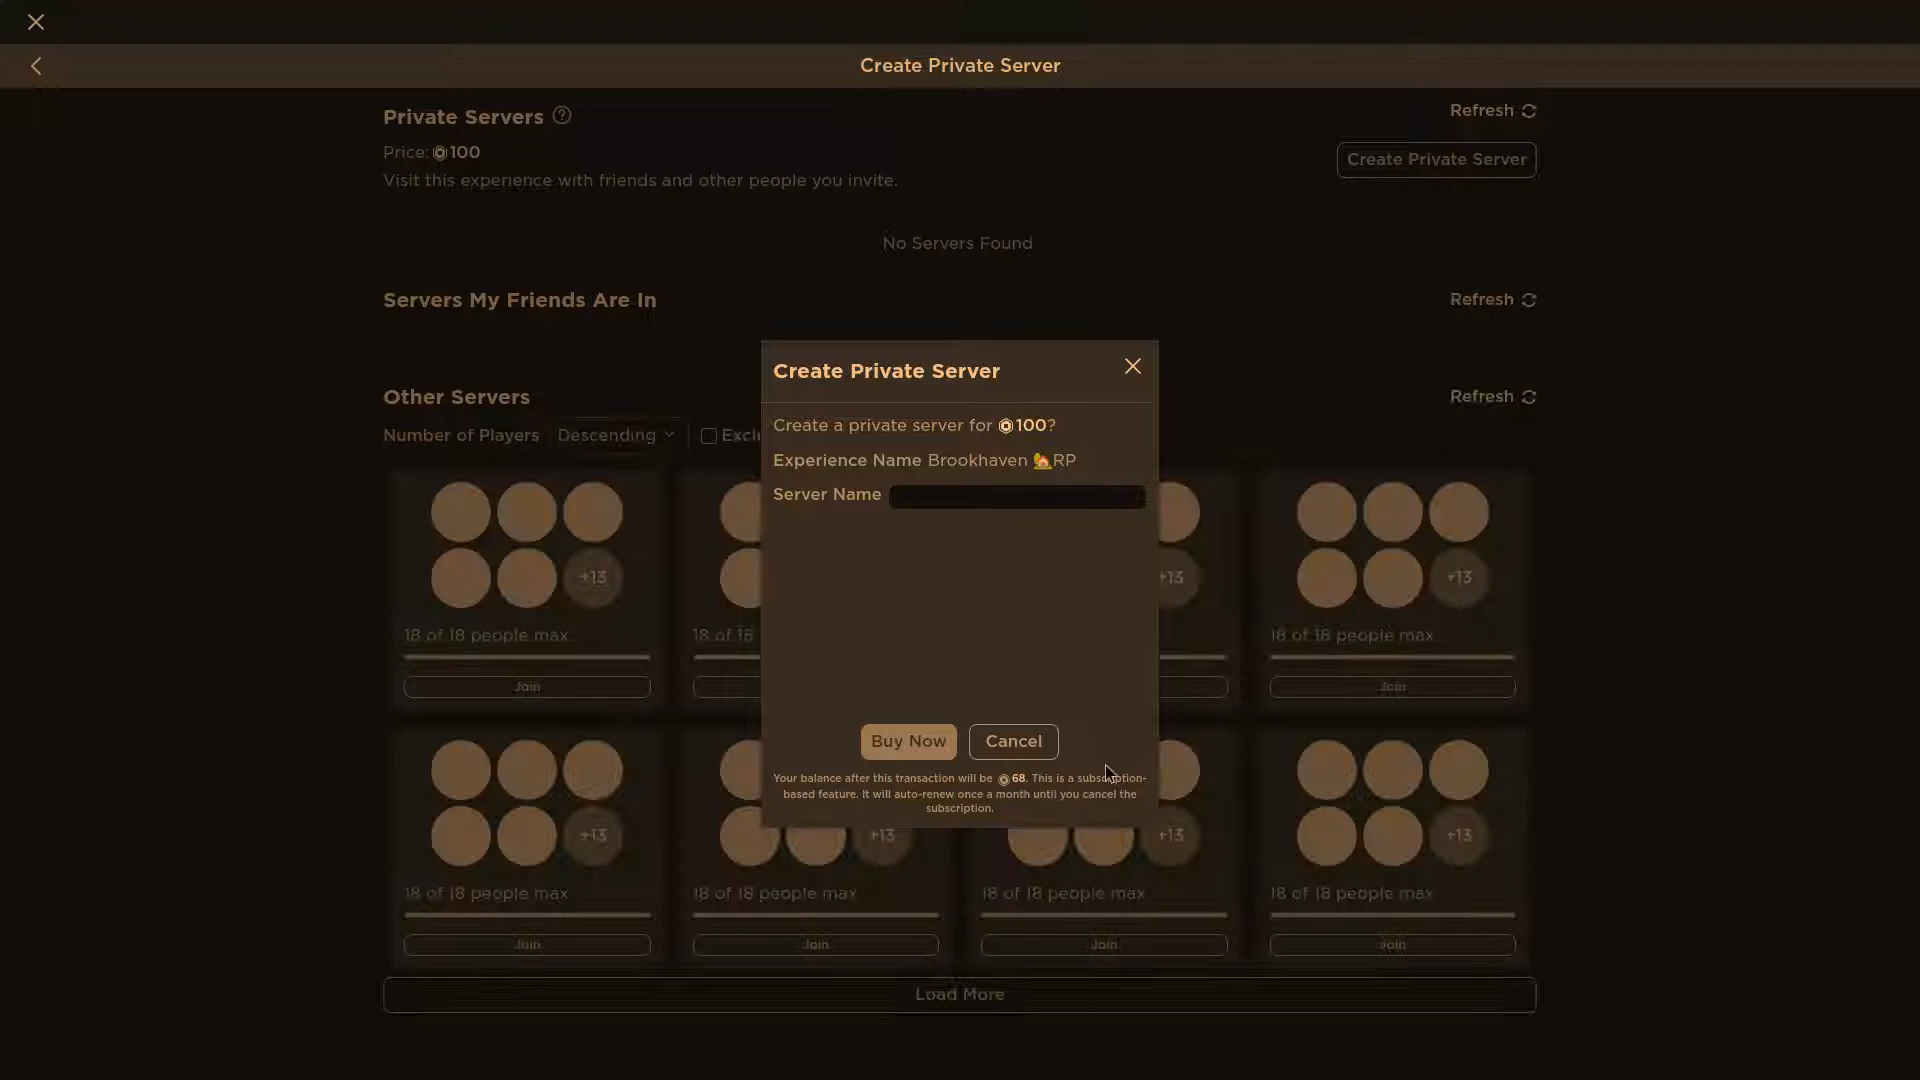 Create Private Server
Private Servers
Refresh
Price: 100
Create Private Server
Visit this experience with friends and other people you invite.
No Servers Found
Servers My Friends Are In
Refresh
Other Servers
Refresh
Number of Players Descending
Create Private Server
Create a private server for 100?
Experience Name Brookhaven 🏡RP
Server Name
Buy Now Cancel
Your balance after this transaction will be 68. This is a subscription-
based feature. It will auto-renew once a month until you cancel the
subscription.
+13 +13 +13
18 of 18 people max 18 of 18 people max
Join Join
+13 +13 +13 +13
18 of 18 people max 18 of 18 people max 18 of 18 people max 18 of 18 people max
Join Join Join Join
Load More